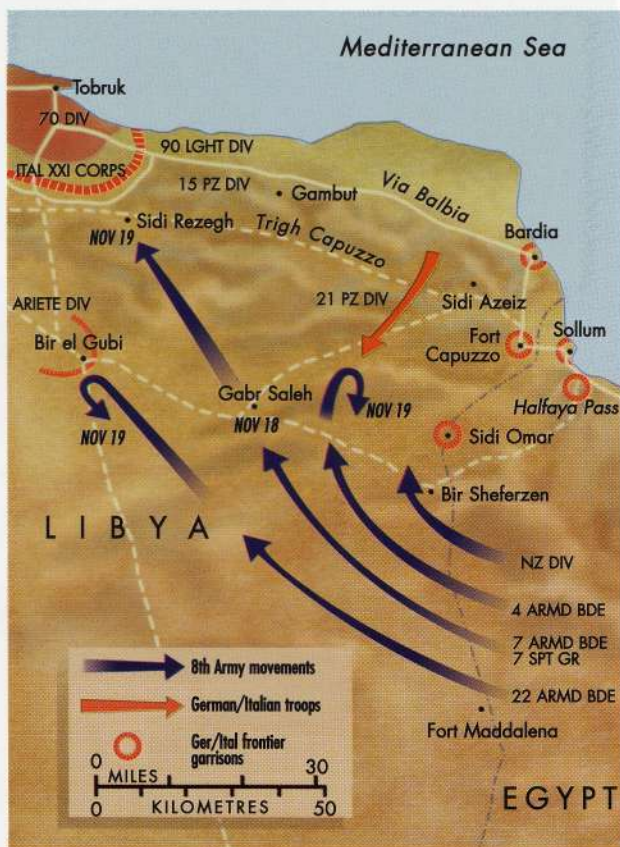 Mediterranean Sea
Tobruk
70 DIV
90 LGHT DIV
ITAL XXI CORPS
15 PZ DIV
Gambut
Via Balbia
Sidi Rezegh
NOV 19
Trigh Capuzzo
Bardia
21 PZ DIV
Sidi Azeiz
ARIETE DIV
Bir el Gubi
Fort
Capuzzo
Sollum
Gabr Saleh
NOV 18
NOV 19
Halfaya Pass
NOV 19
Sidi Omar
Bir Sheferzen
LIBYA
NZ DIV
4 ARMD BDE
7 ARMD BDE
7 SPT GR
22 ARMD BDE
Fort Maddalena
EGYPT
8th Army movements
German/Italian troops
Ger/Ital frontier
garrisons
0 30
MILES
0 50
KILOMETRES